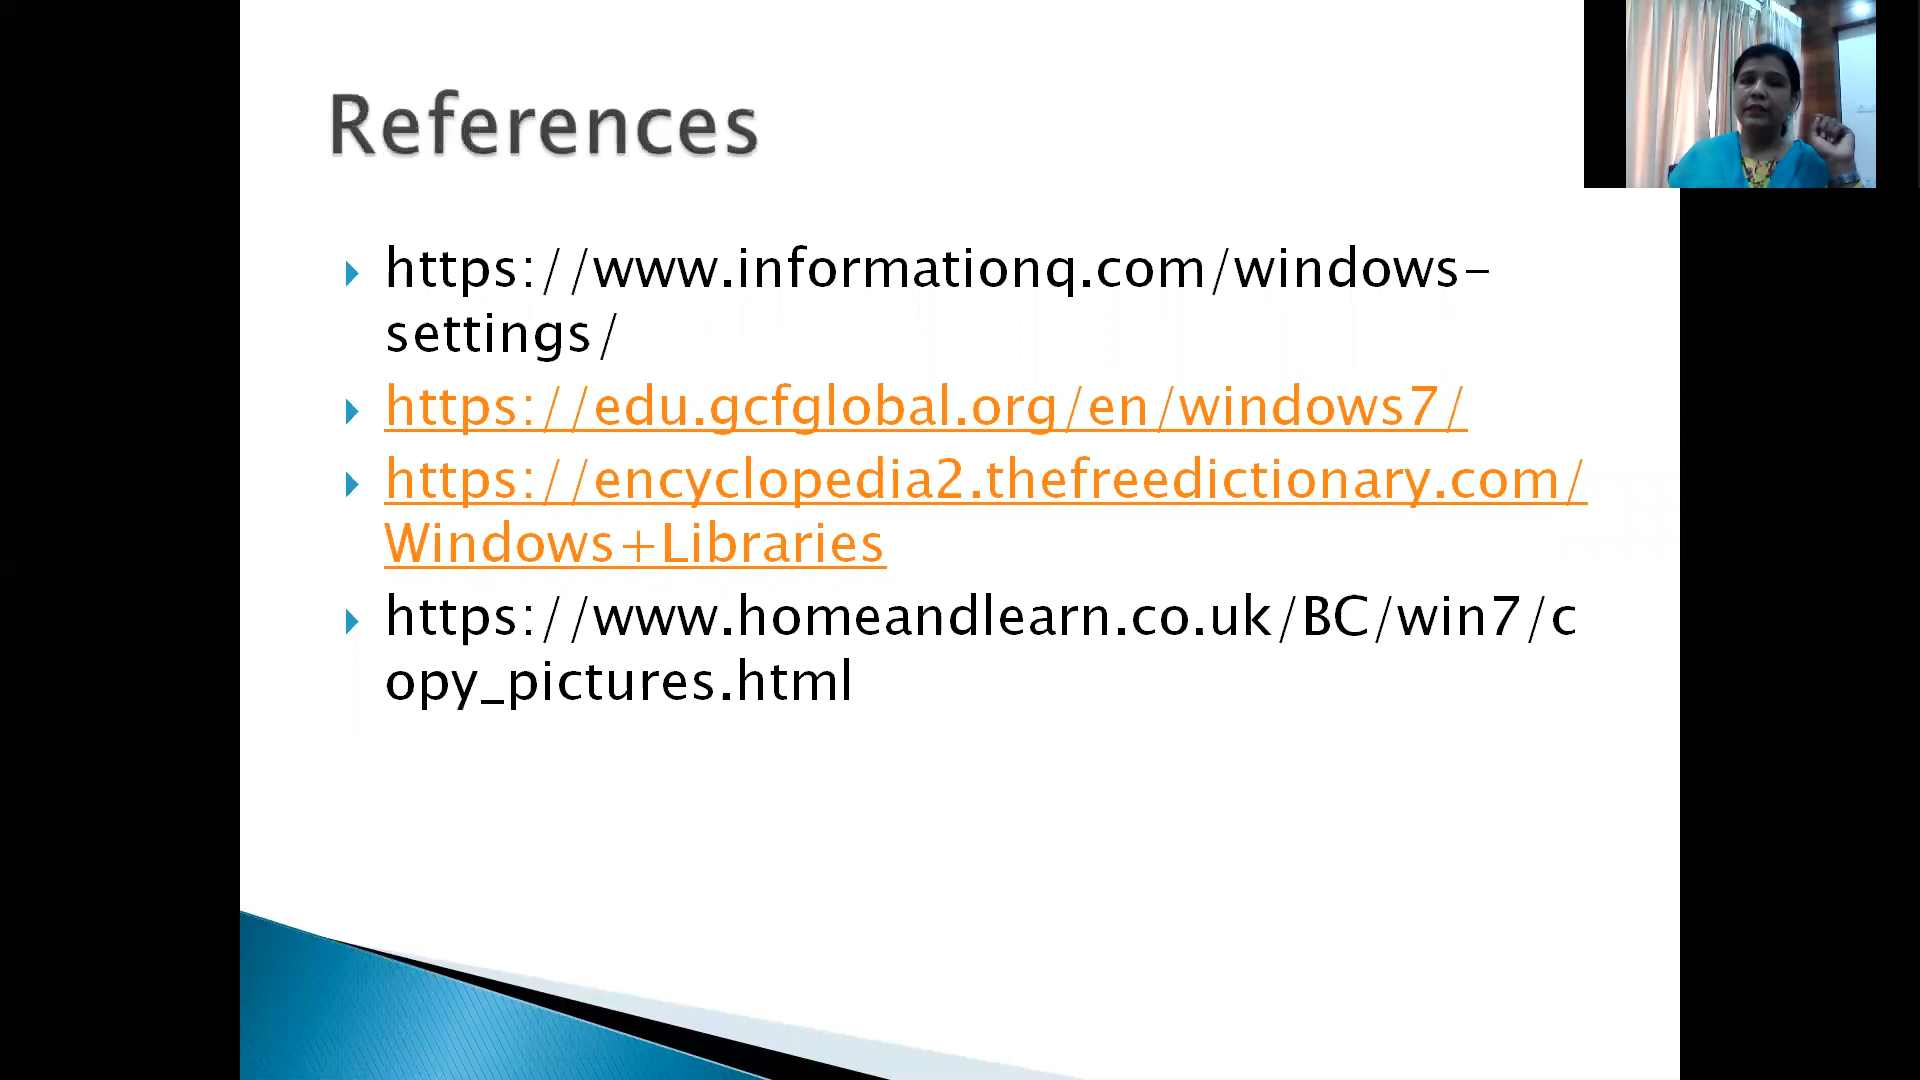 References
https://www.informationq.com/windows-
settings/
https://edu.gcfglobal.org/en/windows7/
https://encyclopedia2.thefreedictionary.com/
Windows+Libraries
https://www.homeandlearn.co.uk/BC/win7/c
opy_pictures.html